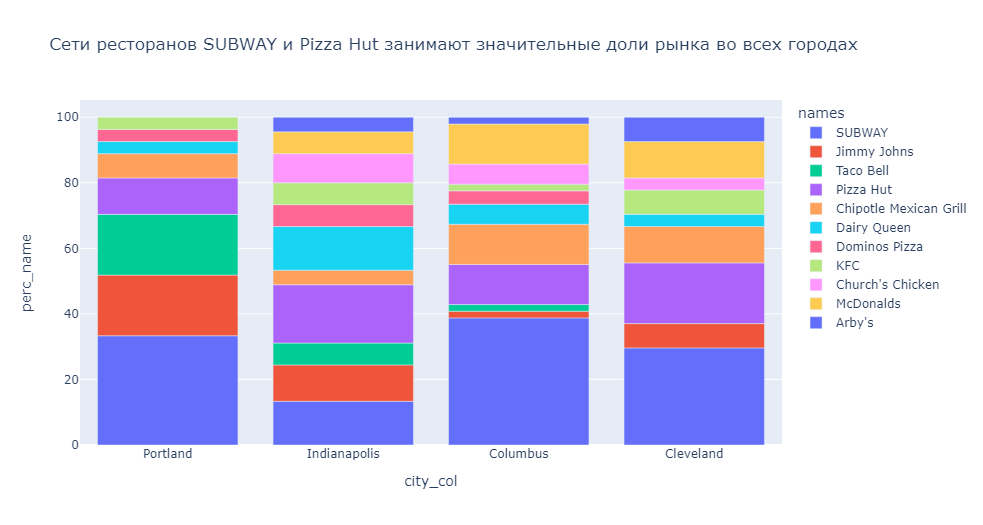 Сети ресторанов SUBWAY и Pizza Hut занимают значительные доли рынка во всех городах
names
SUBWAY
Jimmy Johns
Taco Bell
Pizza Hut
Chipotle Mexican Grill
Dairy Queen
Dominos Pizza
KFC
Church's Chicken
McDonalds
Arby's
perc_name
100
80
60
40
20
0
Portland
Indianapolis
Columbus
Cleveland
city_col